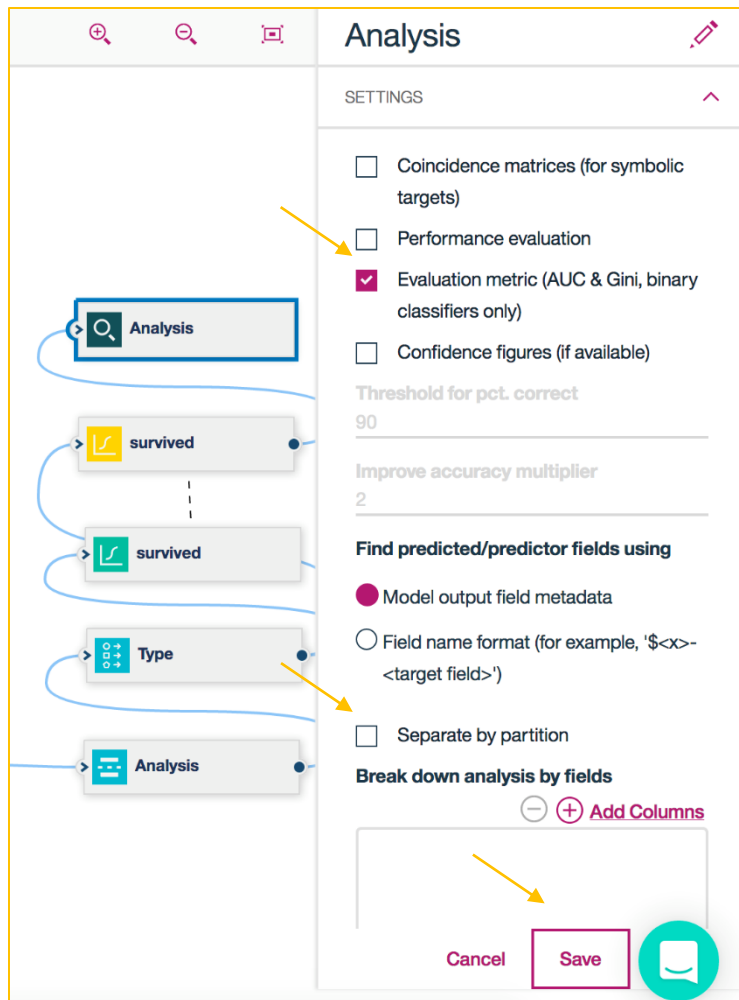 Analysis
SETTINGS
Coincidence matrices (for symbolic
targets)
Performance evaluation
Evaluation metric (AUC & Gini, binary
classifiers only)
Confidence figures (if available)
Threshold for pct. correct
90
Improve accuracy multiplier
2
Find predicted/predictor fields using
Model output field metadata
Field name format (for example, '$<x>-
<target field>')
Separate by partition
Break down analysis by fields
Add Columns
Cancel
Save
Analysis
survived
survived
Type
Analysis